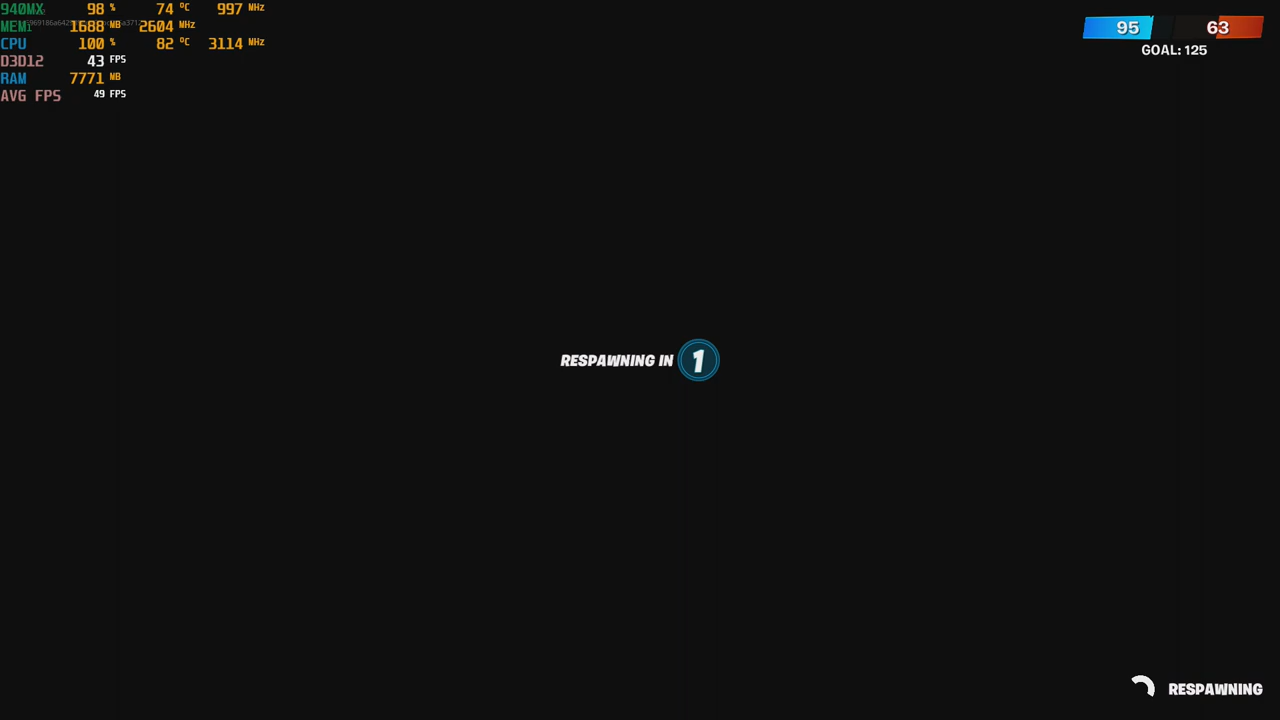 940MX 98 % 74 °C 997 MHz
MEM 1688 MB 2604 MHz
CPU 100 % 82 °C 3114 MHz
D3D12 43 FPS
RAM 7771 MB
AVG FPS 49 FPS
95 63
GOAL: 125
RESPAWNING IN 1
RESPAWNING